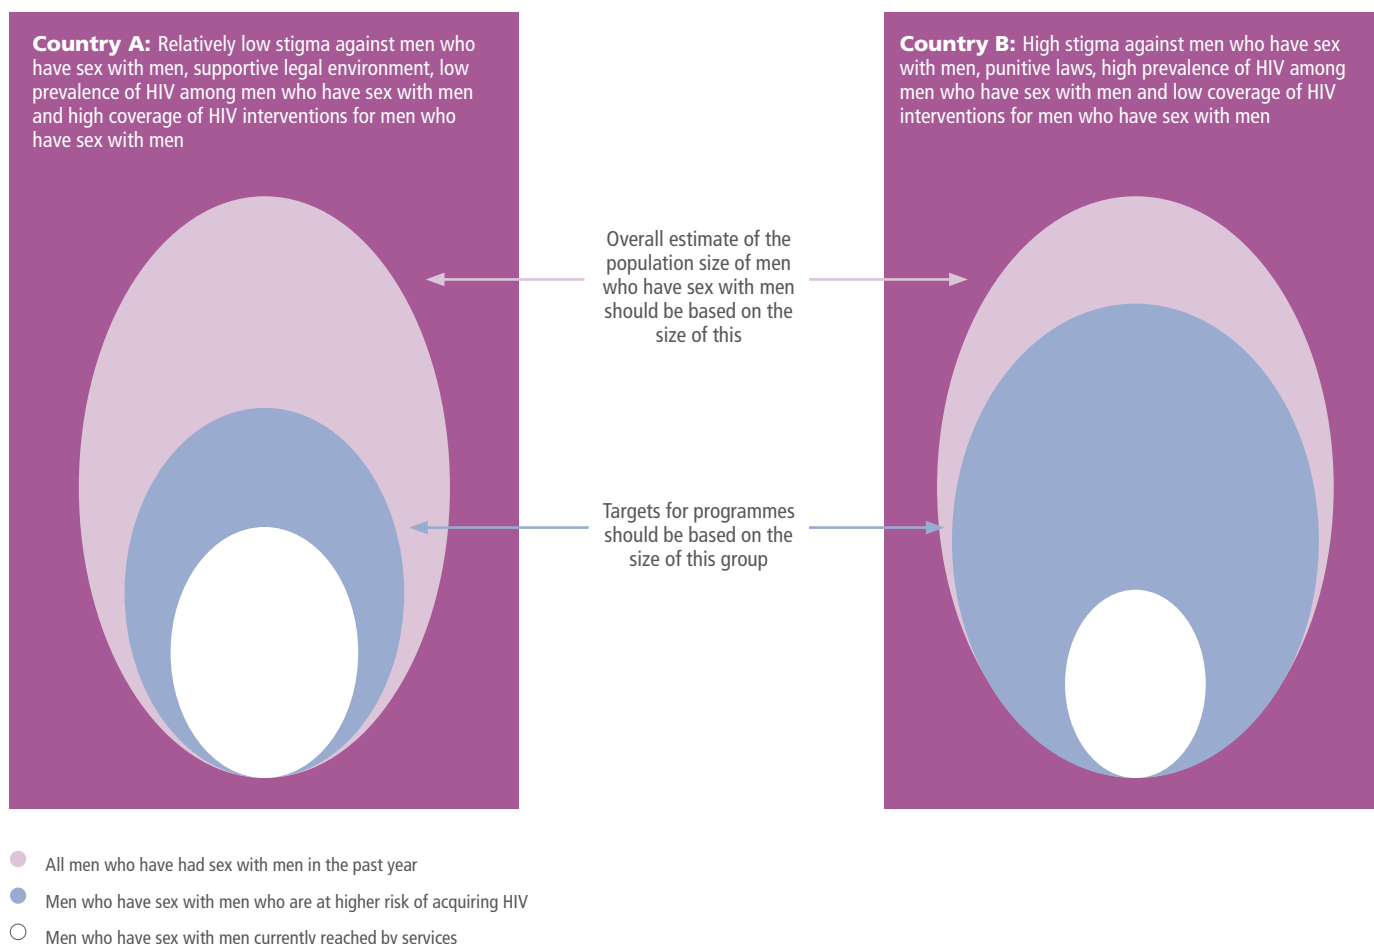 Country A: Relatively low stigma against men who
have sex with men, supportive legal environment, low
prevalence of HIV among men who have sex with men
and high coverage of HIV interventions for men who
have sex with men
Country B: High stigma against men who have sex
with men, punitive laws, high prevalence of HIV among
men who have sex with men and low coverage of HIV
interventions for men who have sex with men
Overall estimate of the
population size of men
who have sex with men
should be based on the
size of this
Targets for programmes
should be based on the
size of this group
All men who have had sex with men in the past year
Men who have sex with men who are at higher risk of acquiring HIV
Men who have sex with men currently reached by services